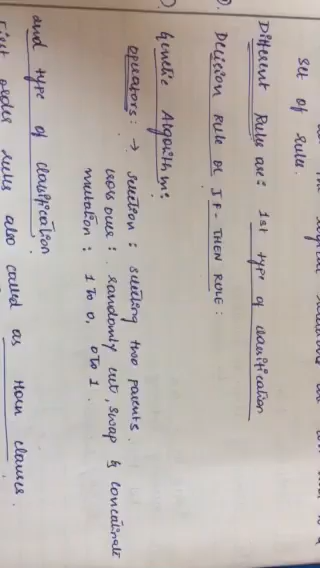 set of rules.
Different Rules are: 1st type of classification
Decision Rule or IF-THEN RULE:
Genetic Algorithm:
operators: → Selection: selecting two parents.
cross over: randomly cut, swap & concatinate
mutation: 1 to 0, 0 to 1.
2nd type of classification
First order rules also called as Horn clauses.